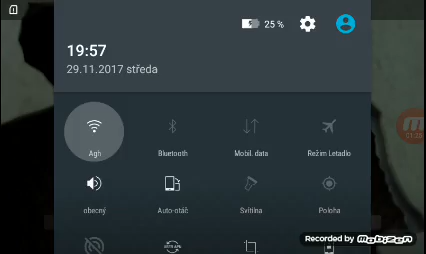 25 %
19:57
29.11.2017 středa
Agh
Bluetooth
Mobil. data
Režim Letadlo
obecný
Auto-otáč
Svítilna
Poloha
Recorded by Mobizen